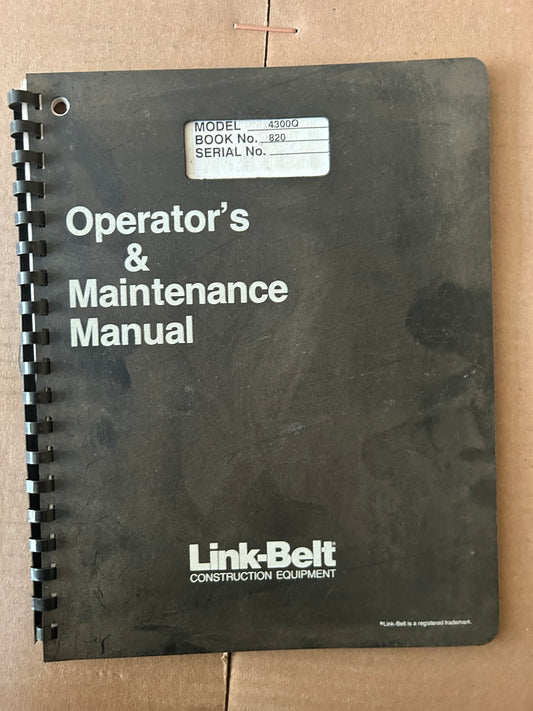 MODEL 4300Q
BOOK No. 820
SERIAL No.
Operator's
&
Maintenance
Manual
Link-Belt®
CONSTRUCTION EQUIPMENT
®Link-Belt is a registered trademark.